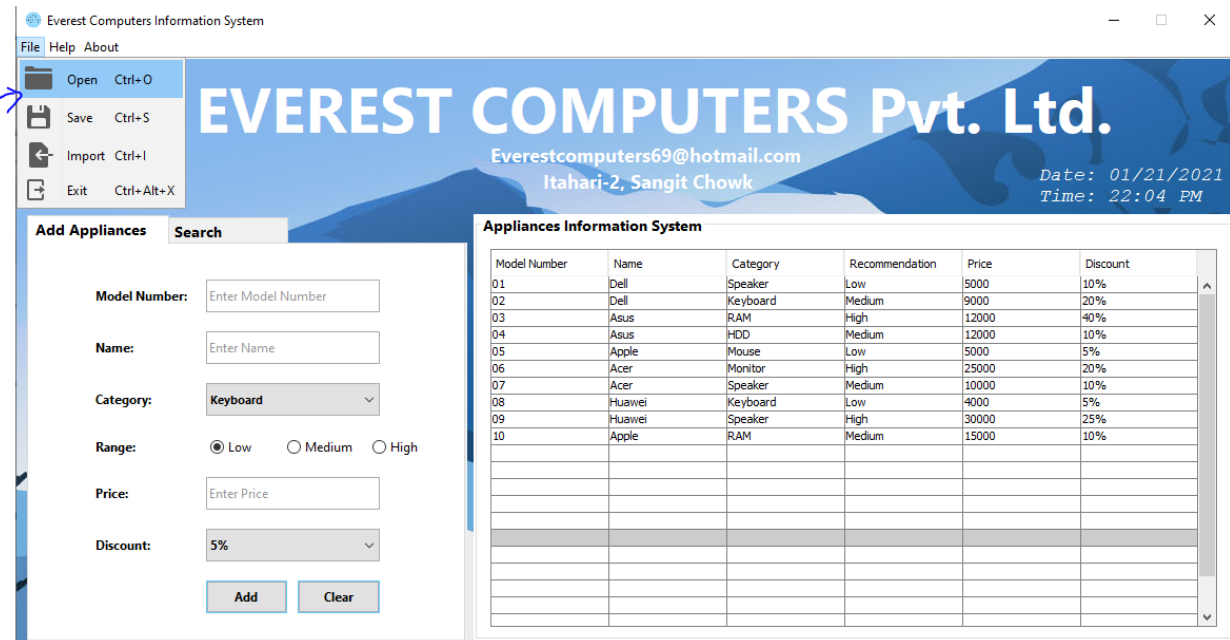 Everest Computers Information System
File Help About
Open Ctrl+O
Save Ctrl+S
Import Ctrl+I
Exit Ctrl+Alt+X
EVEREST COMPUTERS Pvt. Ltd.
Everestcomputers69@hotmail.com
Itahari-2, Sangit Chowk
Date: 01/21/2021
Time: 22:04 PM
Add Appliances Search
Model Number: Enter Model Number
Name: Enter Name
Category: Keyboard
Range: Low Medium High
Price: Enter Price
Discount: 5%
Add Clear
Appliances Information System
Model Number Name Category Recommendation Price Discount
01 Dell Speaker Low 5000 10%
02 Dell Keyboard Medium 9000 20%
03 Asus RAM High 12000 40%
04 Asus HDD Medium 12000 10%
05 Apple Mouse Low 5000 5%
06 Acer Monitor High 25000 20%
07 Acer Speaker Medium 10000 10%
08 Huawei Keyboard Low 4000 5%
09 Huawei Speaker High 30000 25%
10 Apple RAM Medium 15000 10%